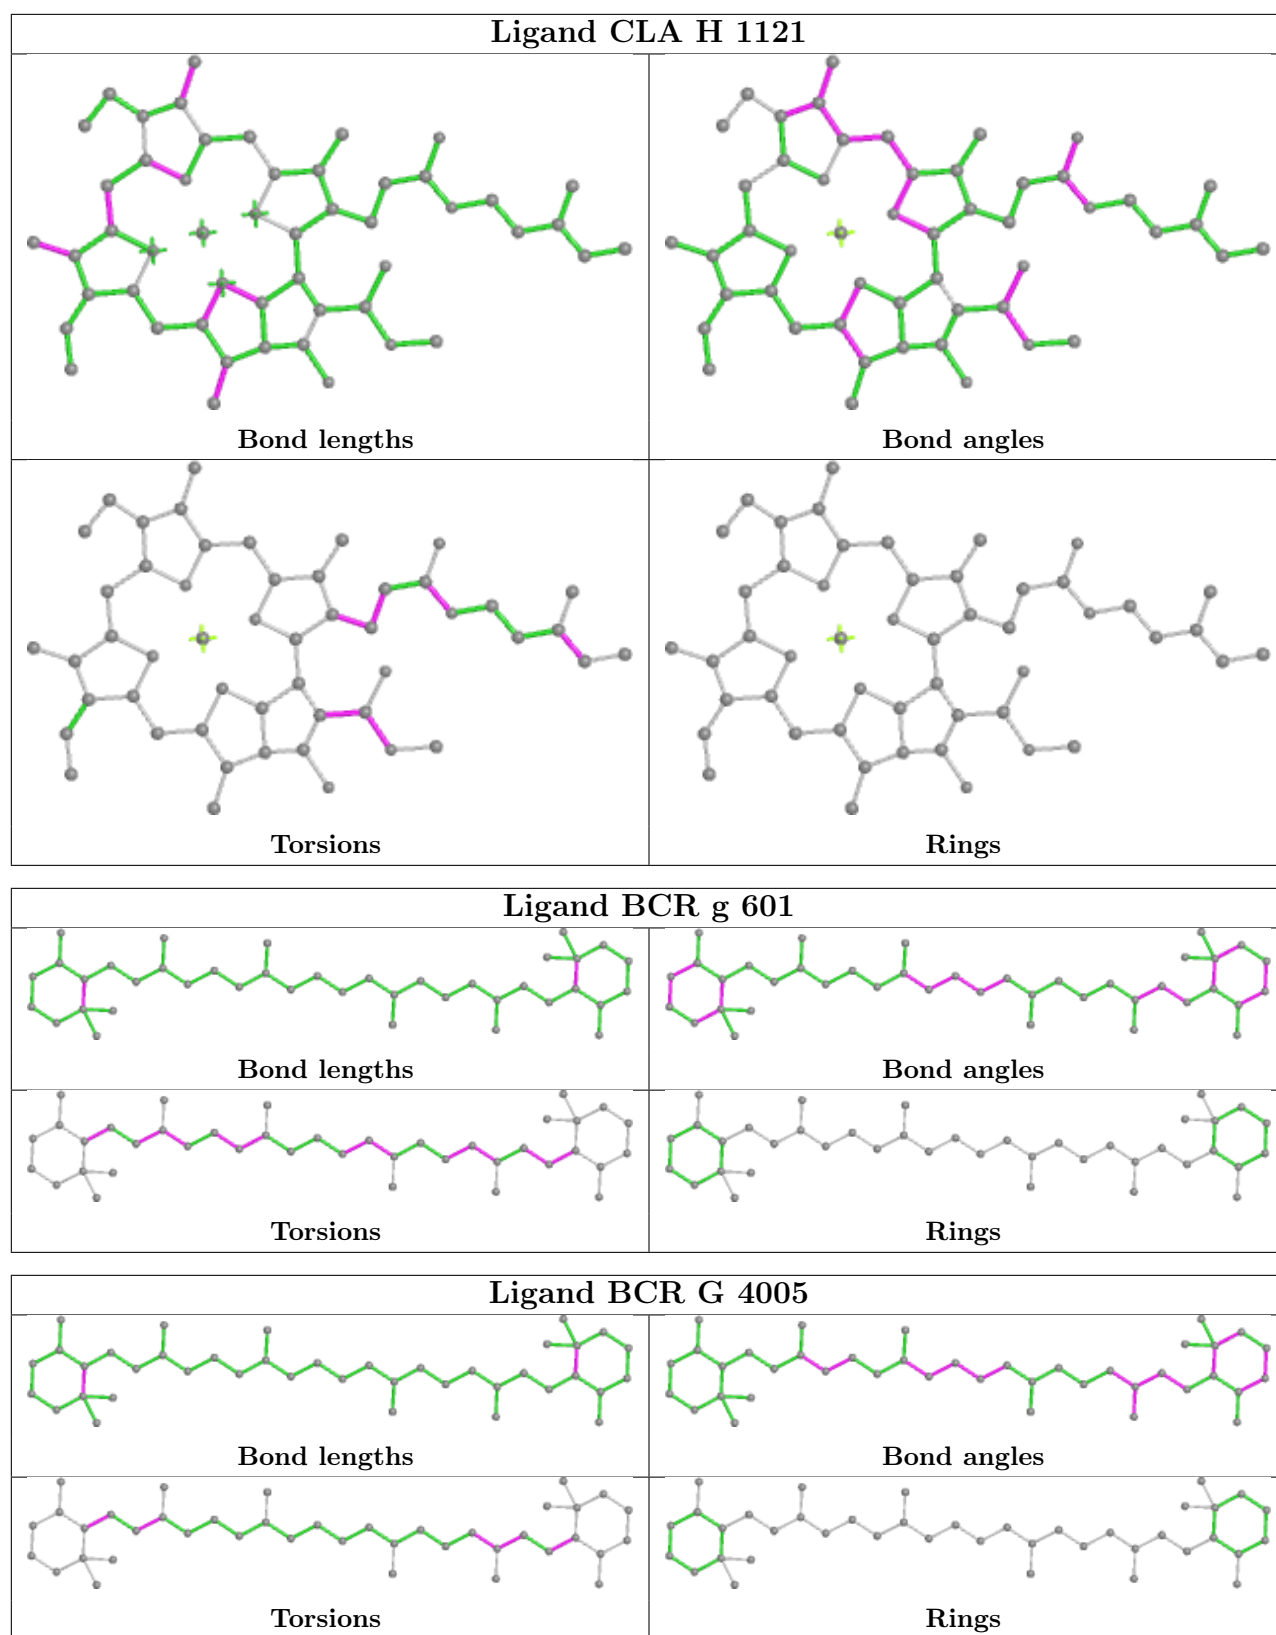 Ligand CLA H 1121
Bond lengths
Bond angles
Torsions
Rings
Ligand BCR g 601
Bond lengths
Bond angles
Torsions
Rings
Ligand BCR G 4005
Bond lengths
Bond angles
Torsions
Rings